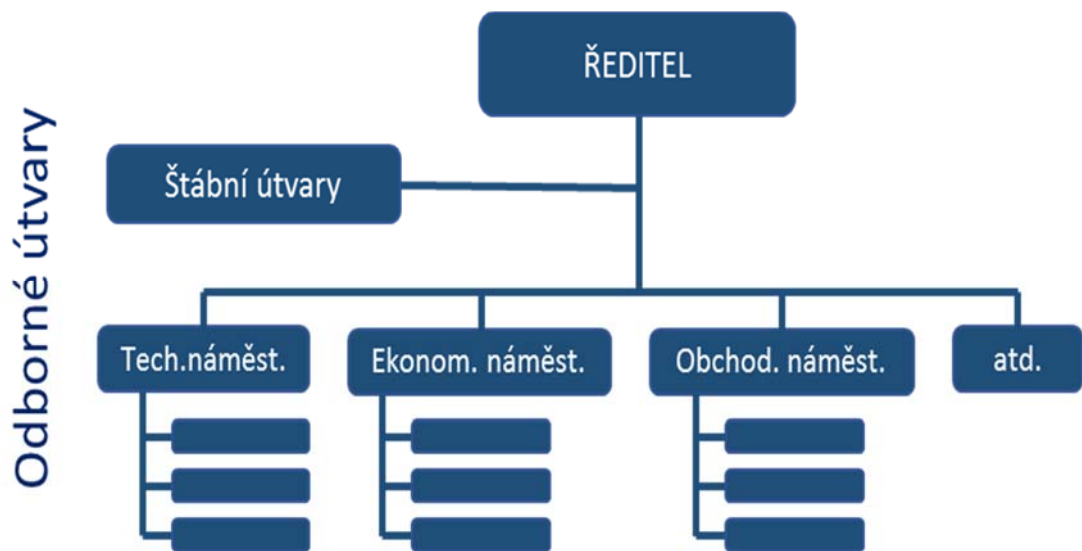 ŘEDITEL
Štábní útvary
Odborné útvary
Tech.náměst.
Ekonom. náměst.
Obchod. náměst.
atd.